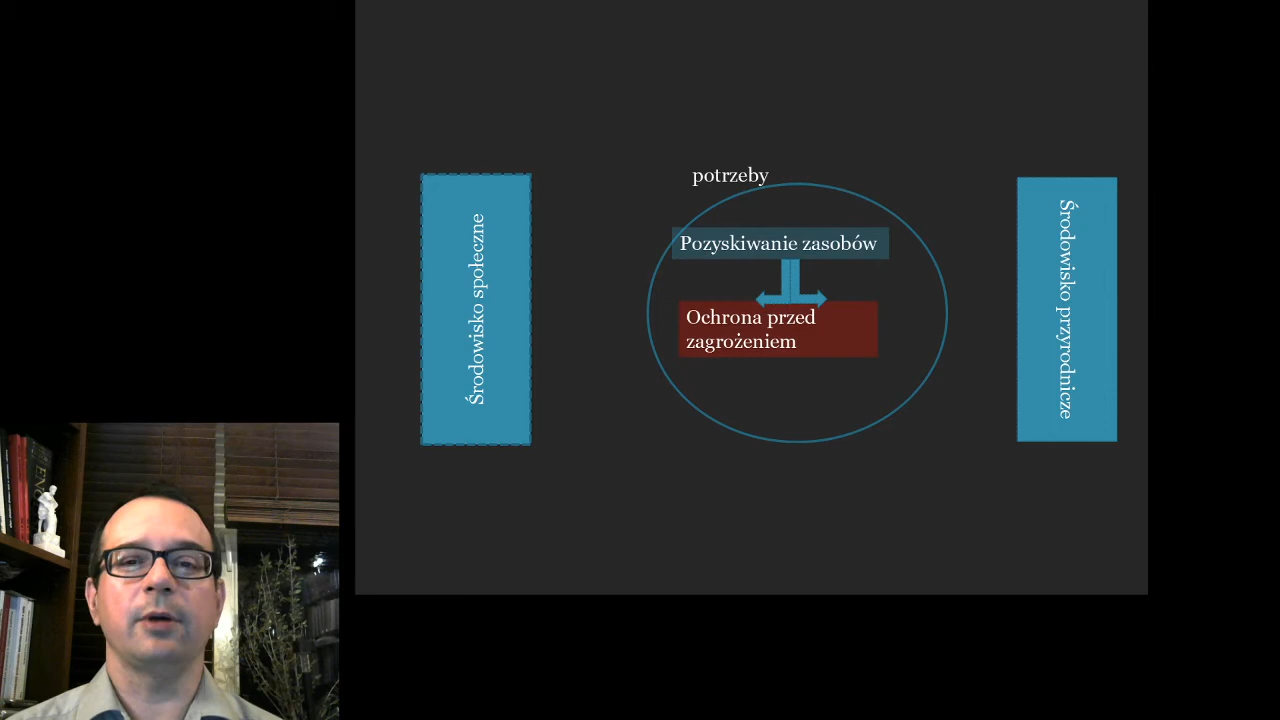 potrzeby
Środowisko społeczne
Pozyskiwanie zasobów
Ochrona przed
zagrożeniem
Środowisko przyrodnicze